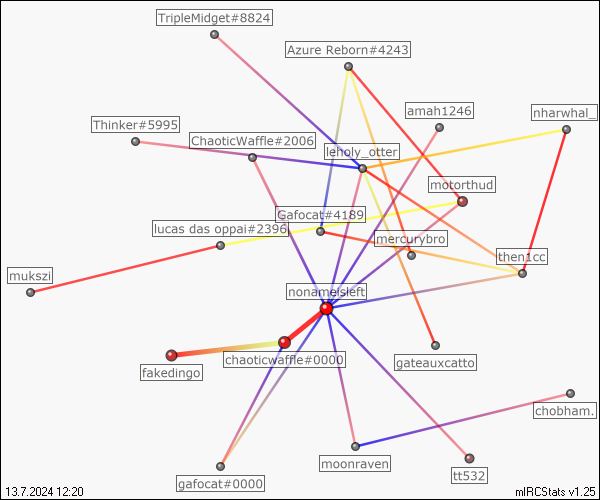 TripleMidget#8824
Azure Reborn#4243
amah1246
nharwhal_
Thinker#5995
ChaoticWaffle#2006
leholy_otter
motorthud
Gafocat#4189
lucas das oppai#2396
mercurybro
then1cc
mukszi
nonameisleft
chaoticwaffle#0000
gateauxcatto
fakedingo
chobham.
moonraven
tt532
gafocat#0000
13.7.2024 12:20
mIRCStats v1.25